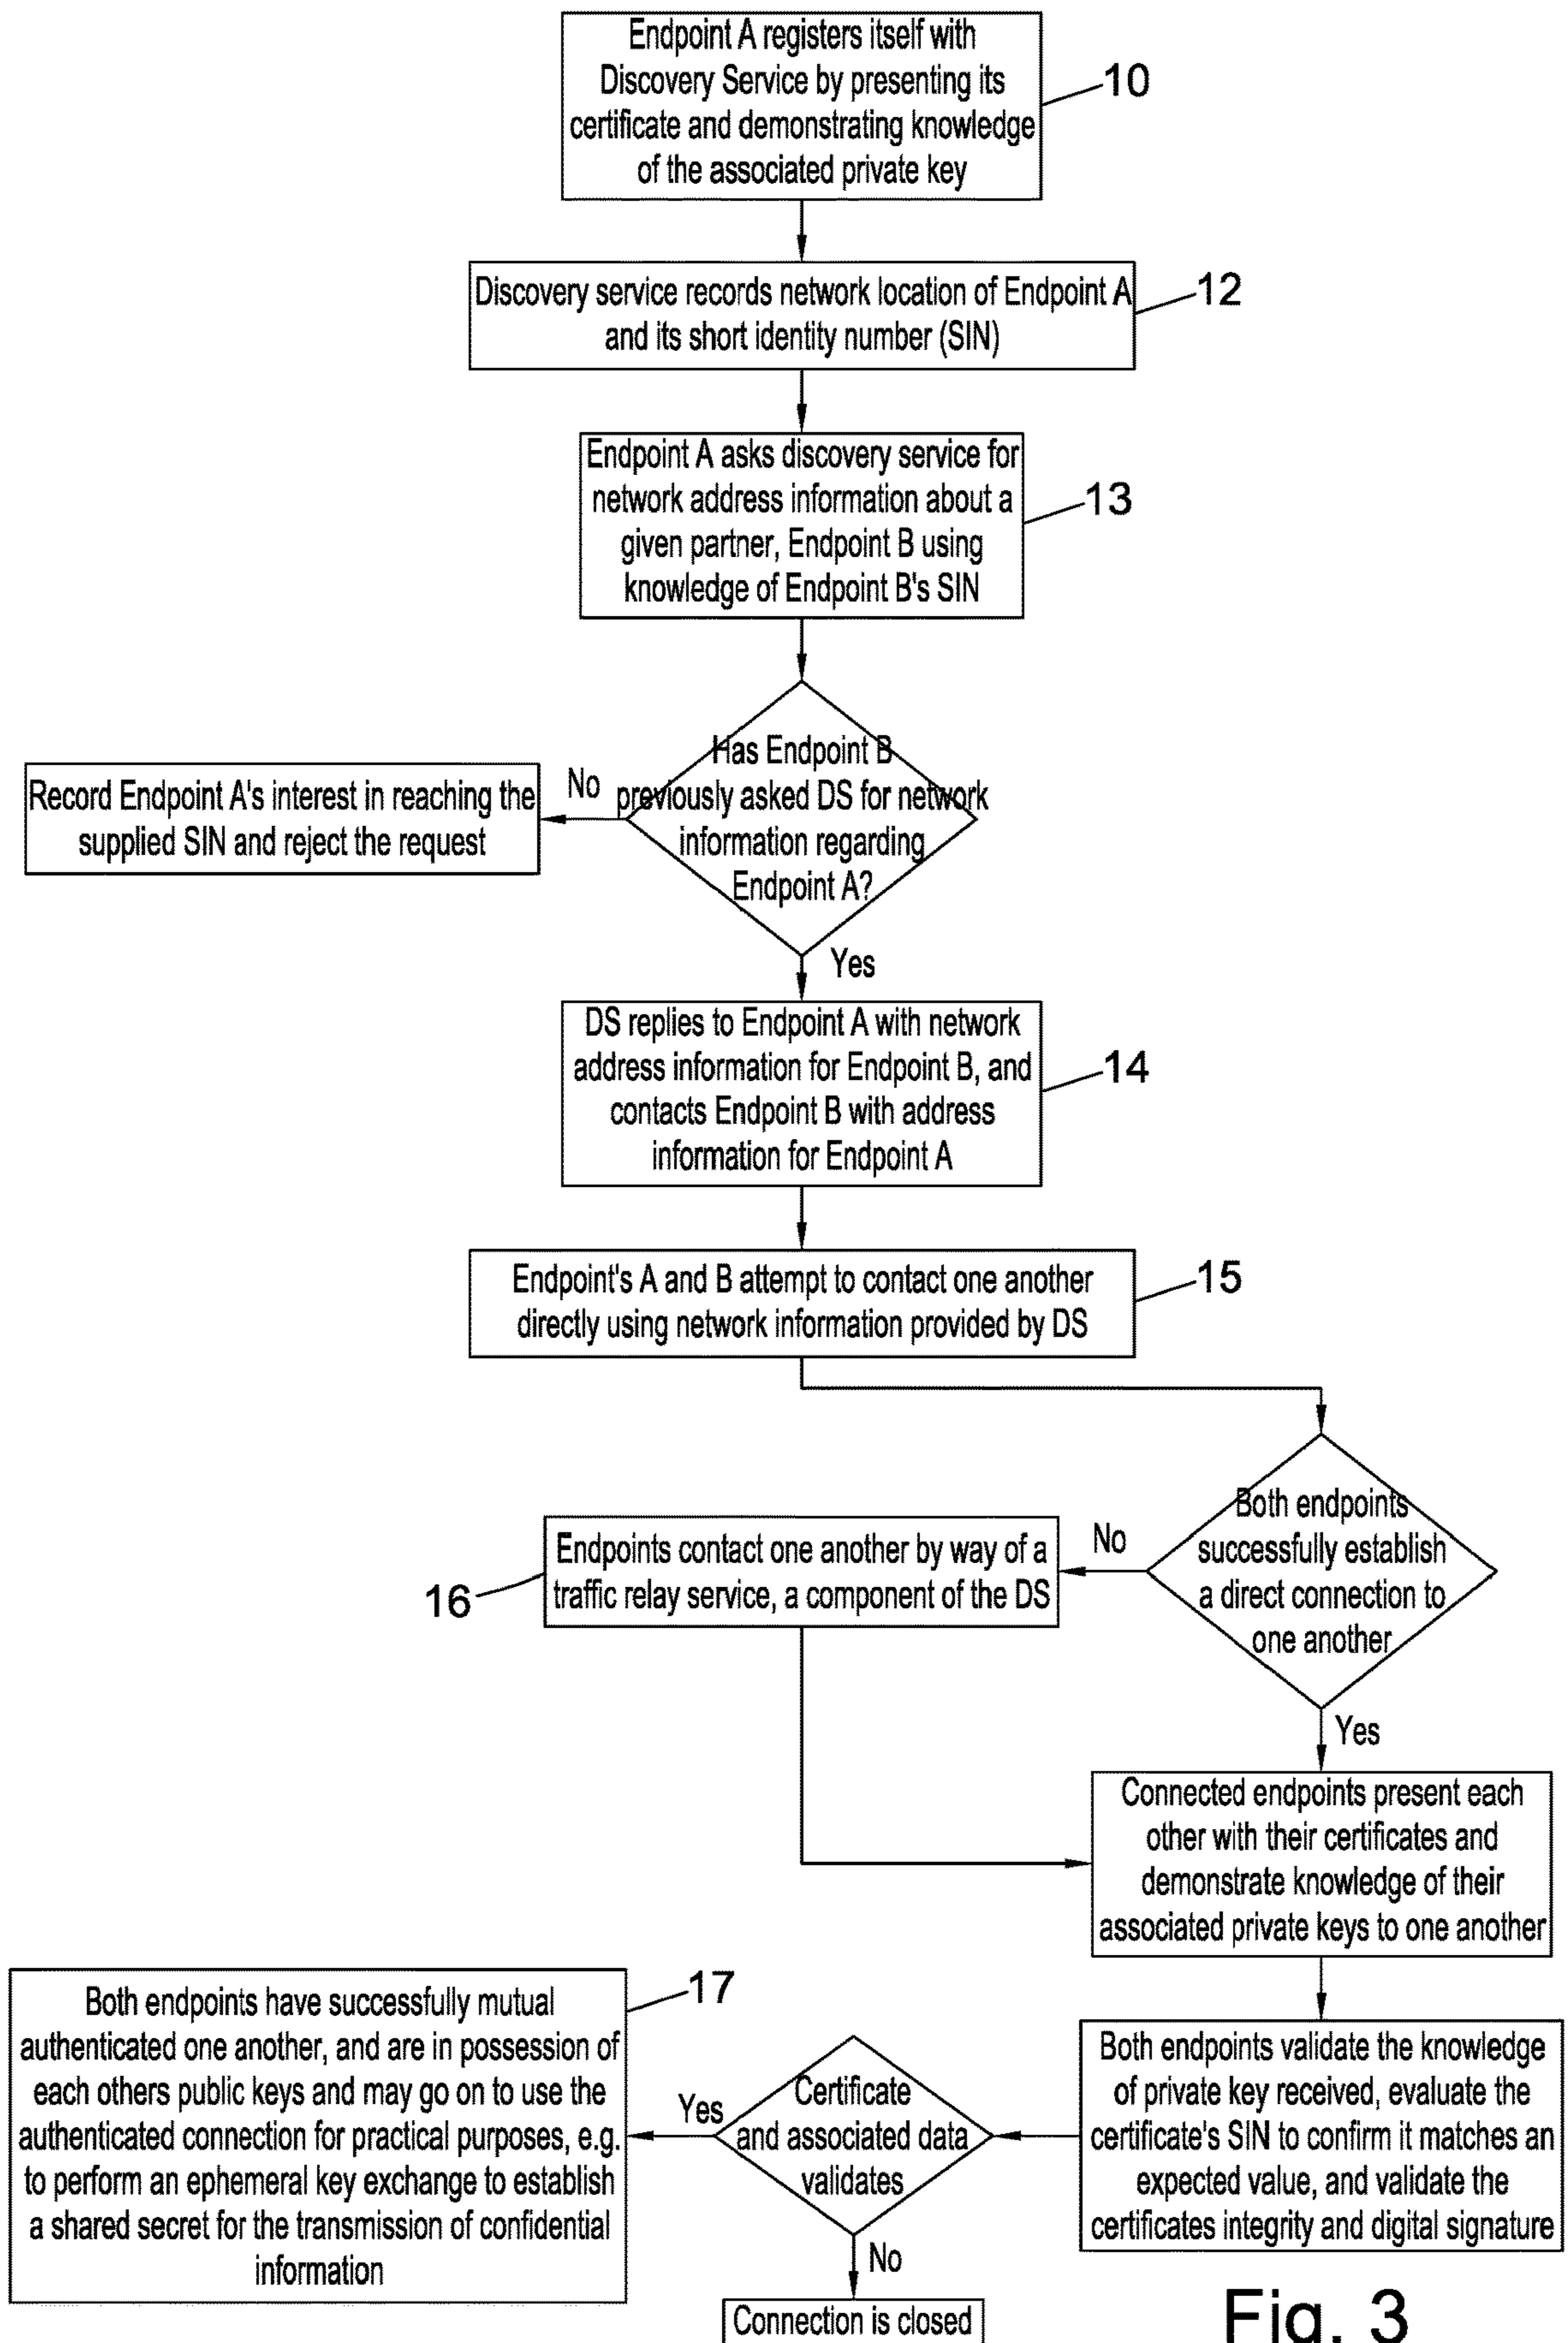 Endpoint A registers itself with
Discovery Service by presenting its
certificate and demonstrating knowledge
of the associated private key
10
Discovery service records network location of Endpoint A
and its short identity number (SIN)
12
Endpoint A asks discovery service for
network address information about a
given partner, Endpoint B using
knowledge of Endpoint B's SIN
13
Has Endpoint B
previously asked DS for network
information regarding
Endpoint A?
No
Record Endpoint A's interest in reaching the
supplied SIN and reject the request
Yes
DS replies to Endpoint A with network
address information for Endpoint B, and
contacts Endpoint B with address
information for Endpoint A
14
Endpoint's A and B attempt to contact one another
directly using network information provided by DS
15
Both endpoints
successfully establish
a direct connection to
one another
No
Endpoints contact one another by way of a
traffic relay service, a component of the DS
16
Yes
Connected endpoints present each
other with their certificates and
demonstrate knowledge of their
associated private keys to one another
Both endpoints validate the knowledge
of private key received, evaluate the
certificate's SIN to confirm it matches an
expected value, and validate the
certificates integrity and digital signature
Certificate
and associated data
validates
Yes
17
Both endpoints have successfully mutual
authenticated one another, and are in possession of
each others public keys and may go on to use the
authenticated connection for practical purposes, e.g.
to perform an ephemeral key exchange to establish
a shared secret for the transmission of confidential
information
No
Connection is closed
Fig. 3